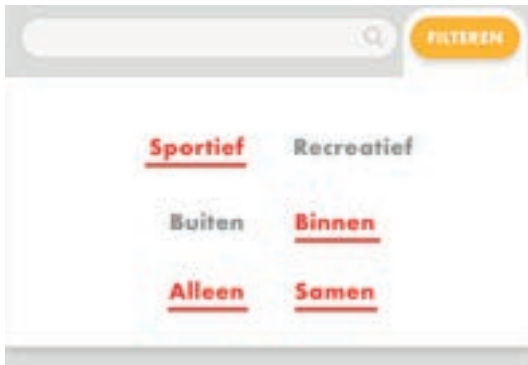 FILTEREN
Sportief Recreatief
Buiten Binnen
Alleen Samen